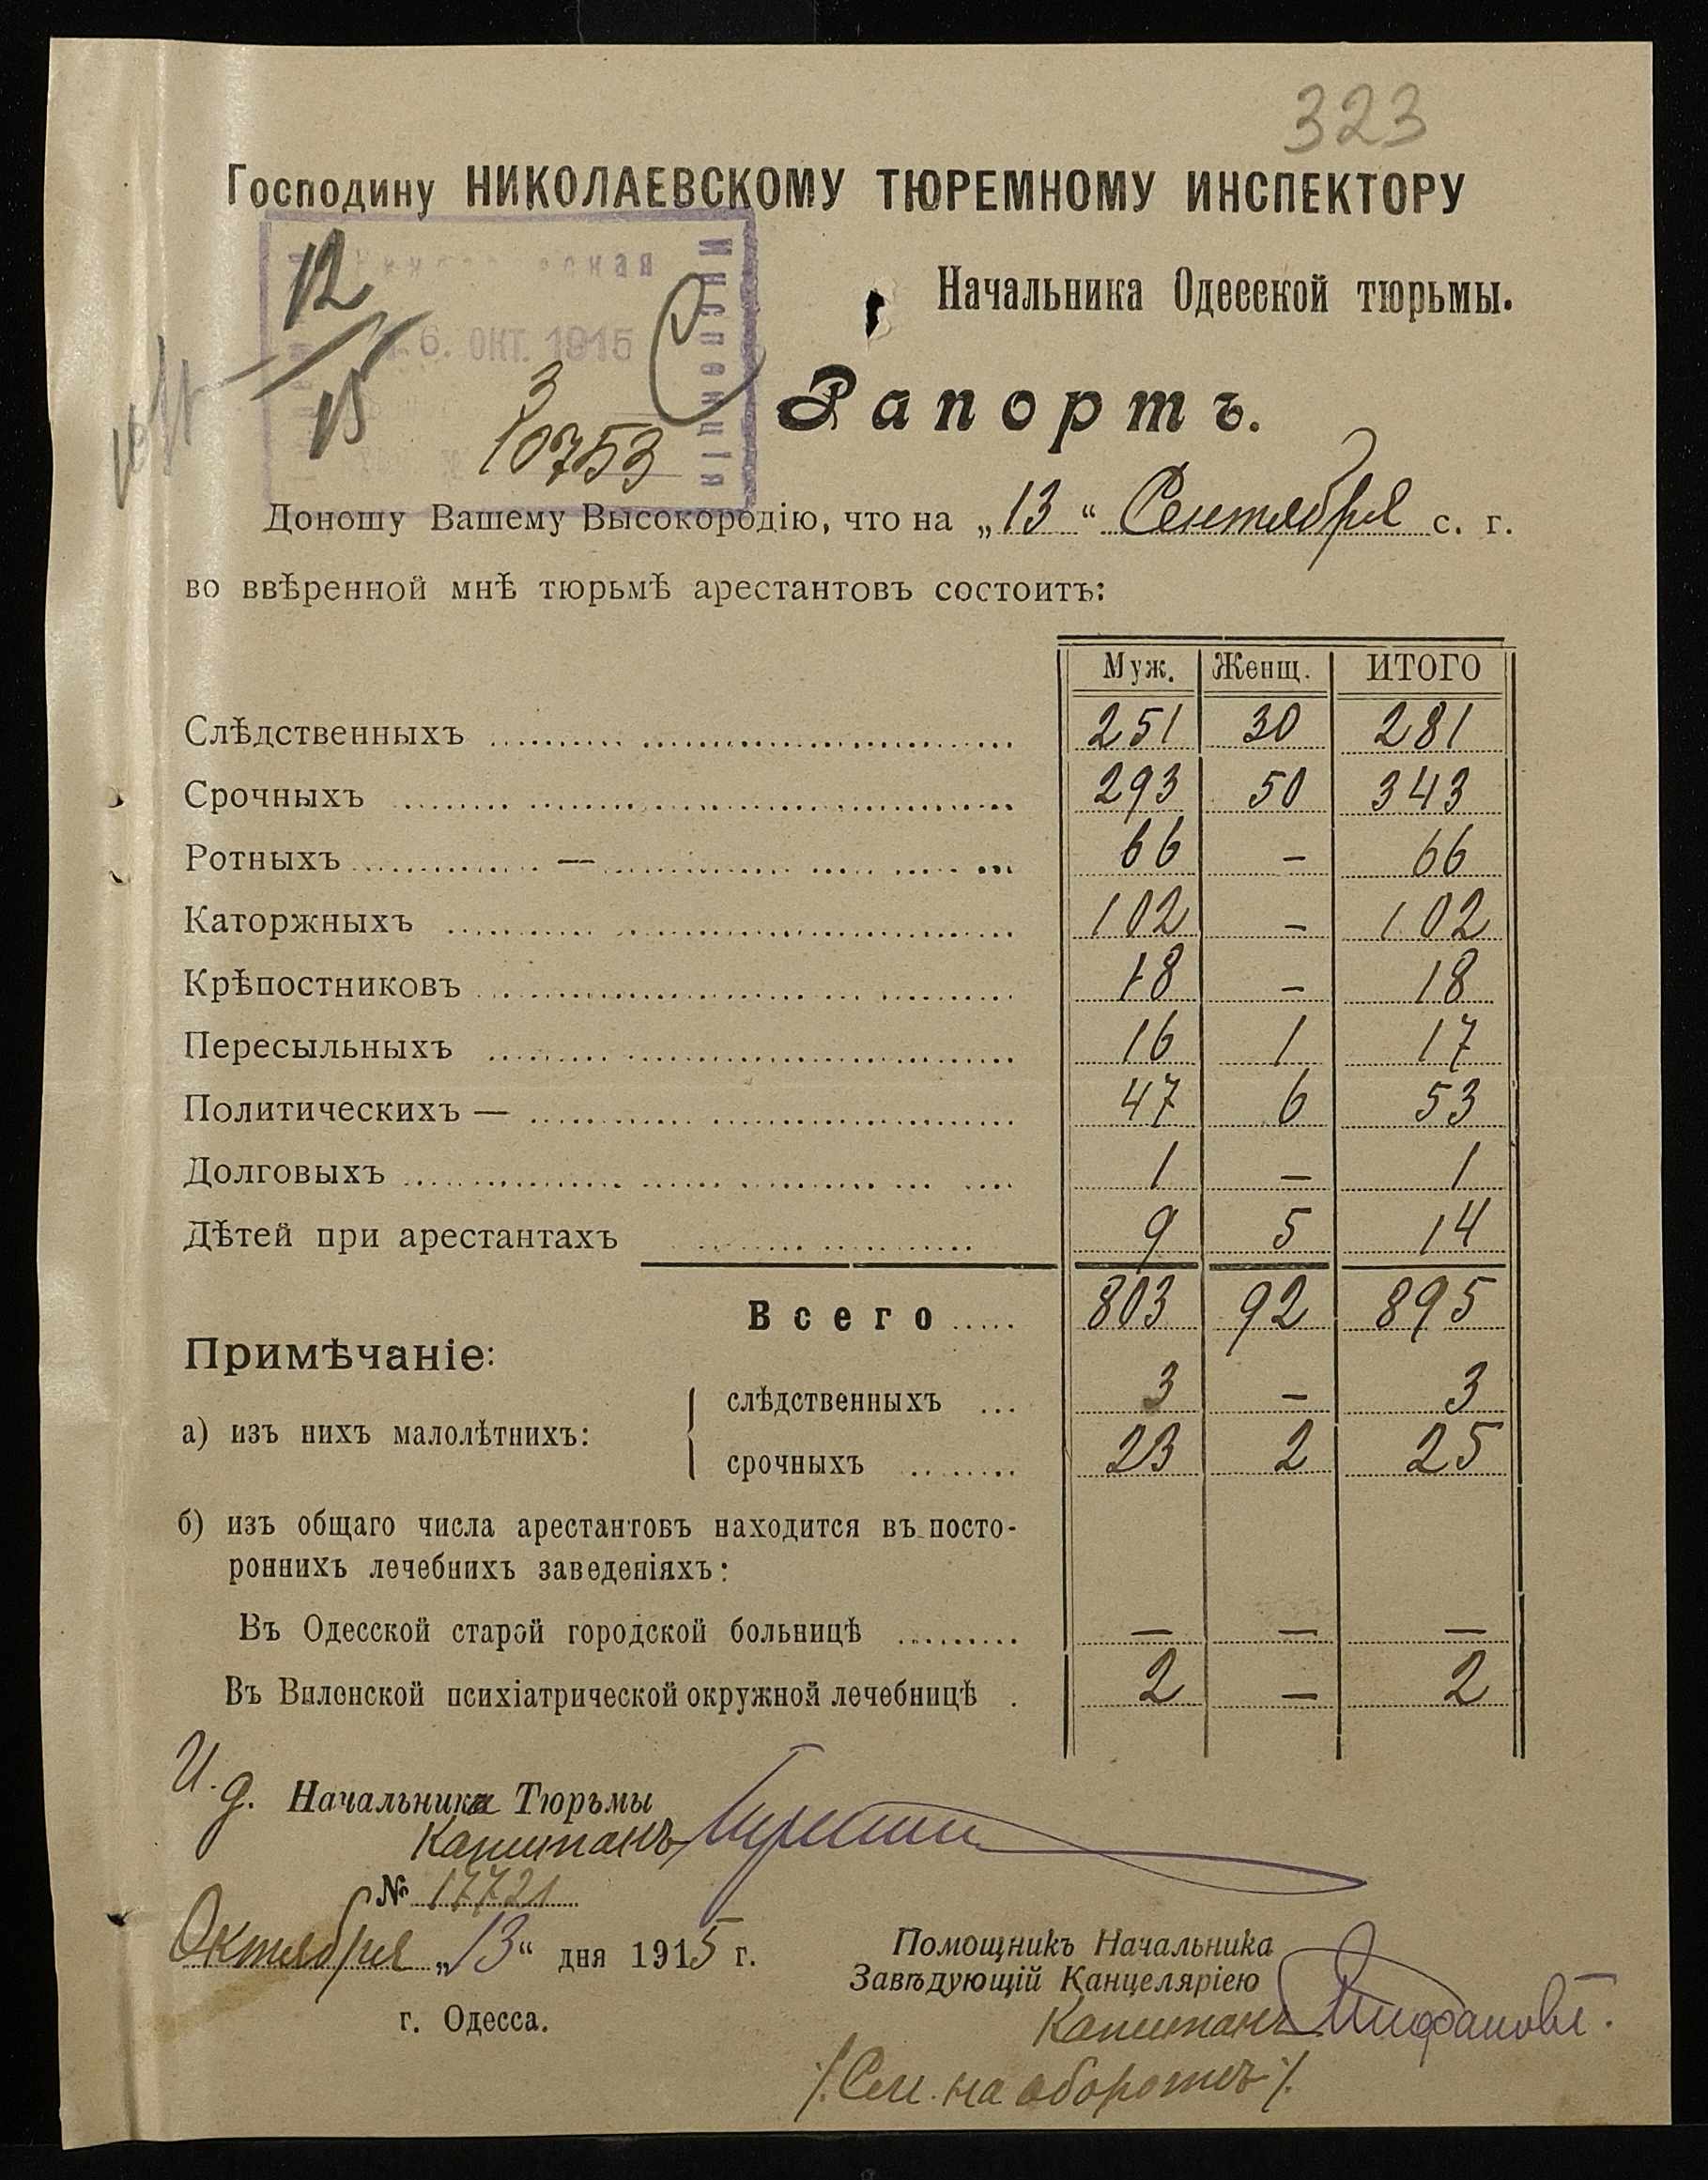 323
Господину НИКОЛАЕВСКОМУ ТЮРЕМНОМУ ИНСПЕКТОРУ
Начальника Одесской тюрьмы.
12
15
6. ОКТ. 1915
Инспекція
3
10753
Рапортъ.
Доношу Вашему Высокородію, что на „13“ Сентября с. г.
во ввѣренной мнѣ тюрьмѣ арестантовъ состоитъ:
Муж. Женщ. ИТОГО
Слѣдственныхъ 251 30 281
Срочныхъ 293 50 343
Ротныхъ — 66 — 66
Каторжныхъ 102 — 102
Крѣпостниковъ 18 — 18
Пересыльныхъ 16 1 17
Политическихъ — 47 6 53
Долговыхъ 1 — 1
Дѣтей при арестантахъ 9 5 14
Всего 803 92 895
Примѣчаніе:
а) изъ нихъ малолѣтнихъ:
слѣдственныхъ 3 — 3
срочныхъ 23 2 25
б) изъ общаго числа арестантовъ находится въ посто-
роннихъ лечебнихъ заведеніяхъ:
Въ Одесской старой городской больницѣ — — —
Въ Виленской психіатрической окружной лечебницѣ 2 — 2
И. д. Начальника Тюрьмы
Капитанъ
№ 17721
Октября „13“ дня 1915 г.
г. Одесса.
Помощникъ Начальника
Завѣдующій Канцеляріею
Капитанъ
/. См. на оборотѣ /.